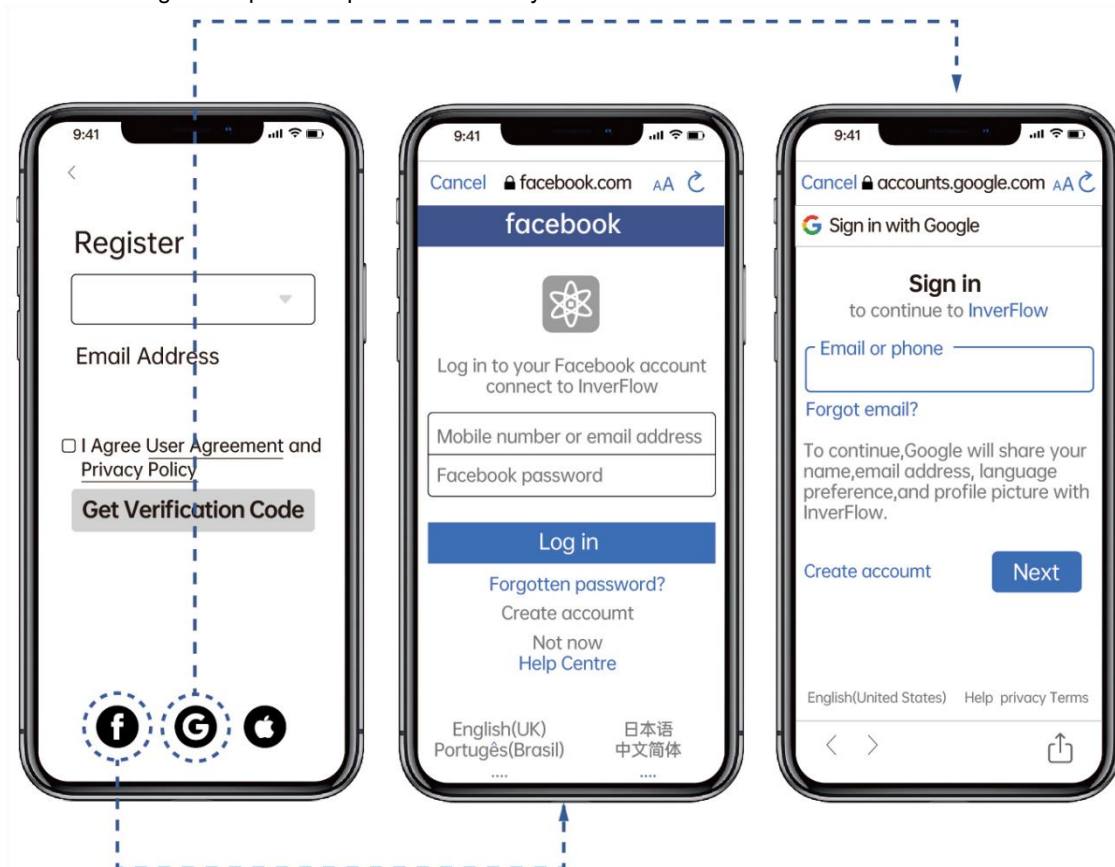 9:41
Register
Email Address
I Agree User Agreement and
Privacy Policy
Get Verification Code
9:41
Cancel facebook.com AA
facebook
Log in to your Facebook account
connect to InverFlow
Mobile number or email address
Facebook password
Log in
Forgotten password?
Create accoumt
Not now
Help Centre
English(UK) 日本语
Portugês(Brasil) 中文简体
.... ....
9:41
Cancel accounts.google.com AA
Sign in with Google
Sign in
to continue to InverFlow
Email or phone
Forgot email?
To continue,Google will share your
name,email address, language
preference,and profile picture with
InverFlow.
Create accoumt Next
English(United States) Help privacy Terms